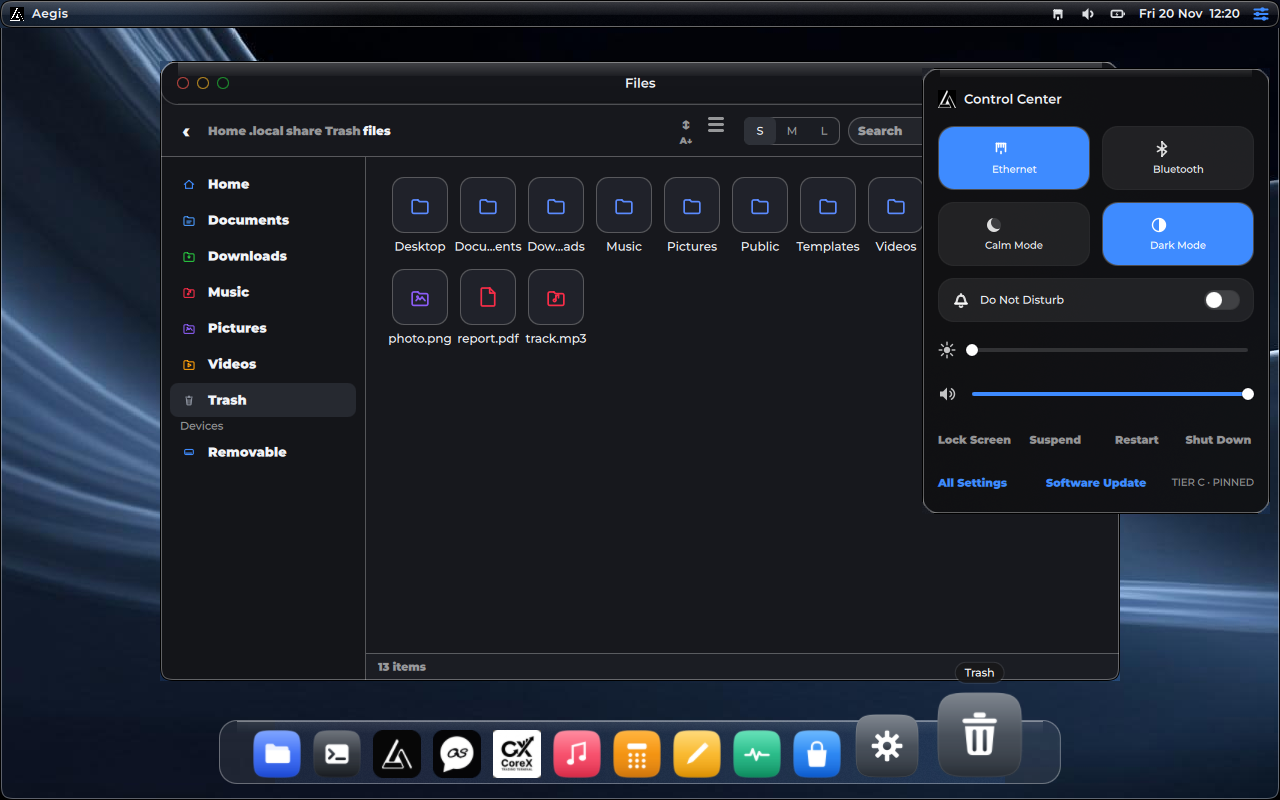 Aegis
Fri 20 Nov 12:20
Files
Home .local share Trash files
A+
S M L
Search
Home
Documents
Downloads
Music
Pictures
Videos
Trash
Devices
Removable
Desktop Docu...ents Dow...ads Music Pictures Public Templates Videos
photo.png report.pdf track.mp3
13 items
Control Center
Ethernet Bluetooth
Calm Mode Dark Mode
Do Not Disturb
Lock Screen Suspend Restart Shut Down
All Settings Software Update TIER C · PINNED
Trash
as
CX
CoreX